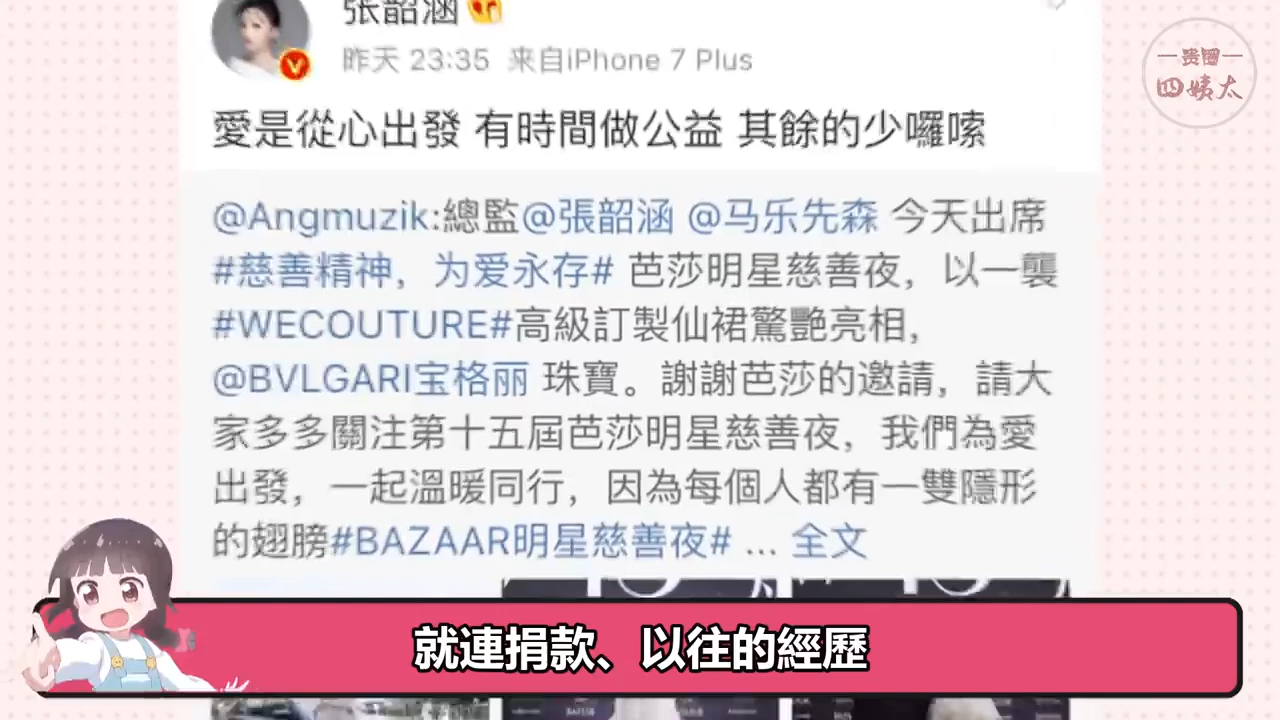 張韶涵
昨天 23:35 来自iPhone 7 Plus
一贵圈一
四姨太
愛是從心出發 有時間做公益 其餘的少囉嗦
@Angmuzik:總監@張韶涵 @马乐先森 今天出席
#慈善精神，为爱永存# 芭莎明星慈善夜，以一襲
#WECOUTURE#高級訂製仙裙驚艷亮相，
@BVLGARI宝格丽 珠寶。謝謝芭莎的邀請，請大
家多多關注第十五屆芭莎明星慈善夜，我們為愛
出發，一起溫暖同行，因為每個人都有一雙隱形
的翅膀#BAZAAR明星慈善夜# ... 全文
就連捐款、以往的經歷